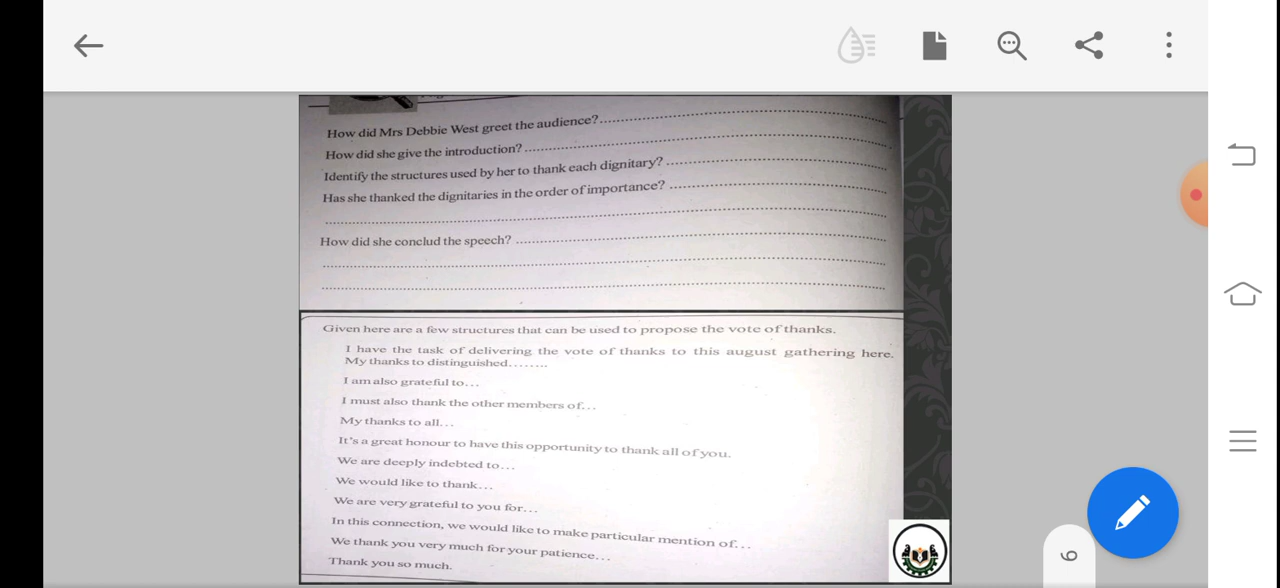 How did Mrs Debbie West greet the audience?
How did she give the introduction?
Identify the structures used by her to thank each dignitary?
Has she thanked the dignitaries in the order of importance?
How did she conclud the speech?
Given here are a few structures that can be used to propose the vote of thanks.
I have the task of delivering the vote of thanks to this august gathering here.
My thanks to distinguished........
I am also grateful to...
I must also thank the other members of...
My thanks to all...
It's a great honour to have this opportunity to thank all of you.
We are deeply indebted to...
We would like to thank...
We are very grateful to you for...
In this connection, we would like to make particular mention of...
We thank you very much for your patience...
Thank you so much.
6